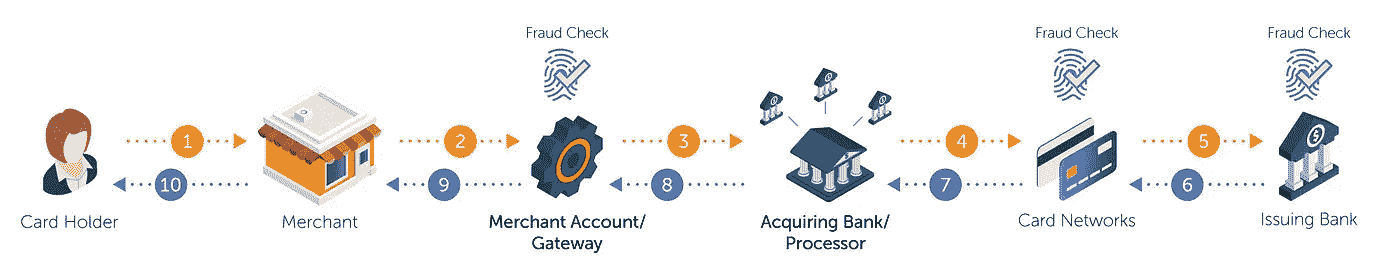 Fraud Check
Fraud Check
Fraud Check
1
2
3
4
5
10
9
8
7
6
Card Holder
Merchant
Merchant Account/
Gateway
Acquiring Bank/
Processor
Card Networks
Issuing Bank